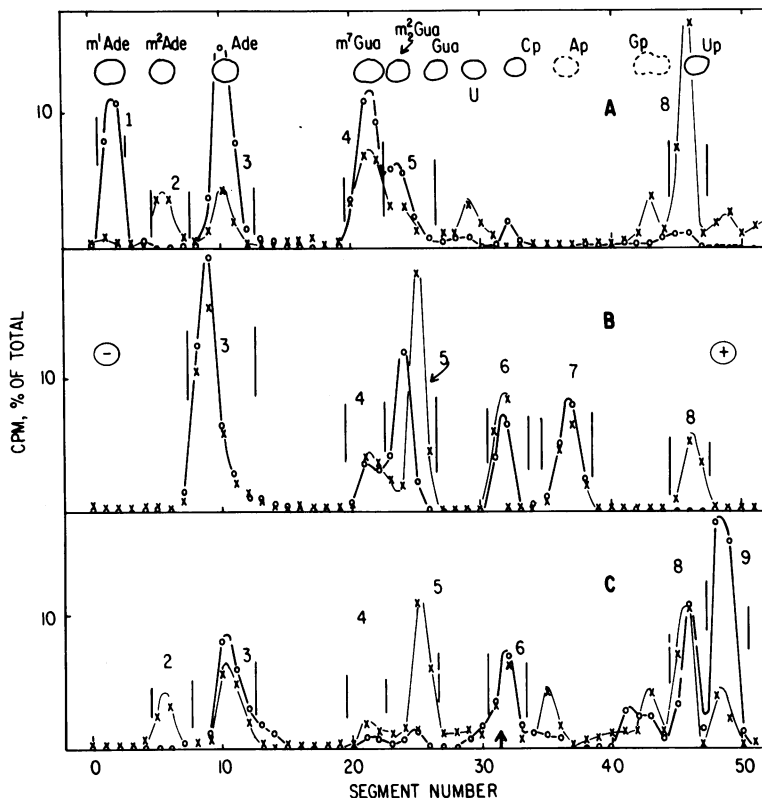 m¹Ade m²Ade Ade m⁷Gua m²₂Gua Gua U Cp Ap Gp Up
10 1 2 3 4 5 A 8
10 3 4 5 6 7 B 8
− +
10 2 3 4 5 6 C 8 9
0 10 20 30 40 50
SEGMENT NUMBER
CPM, % OF TOTAL